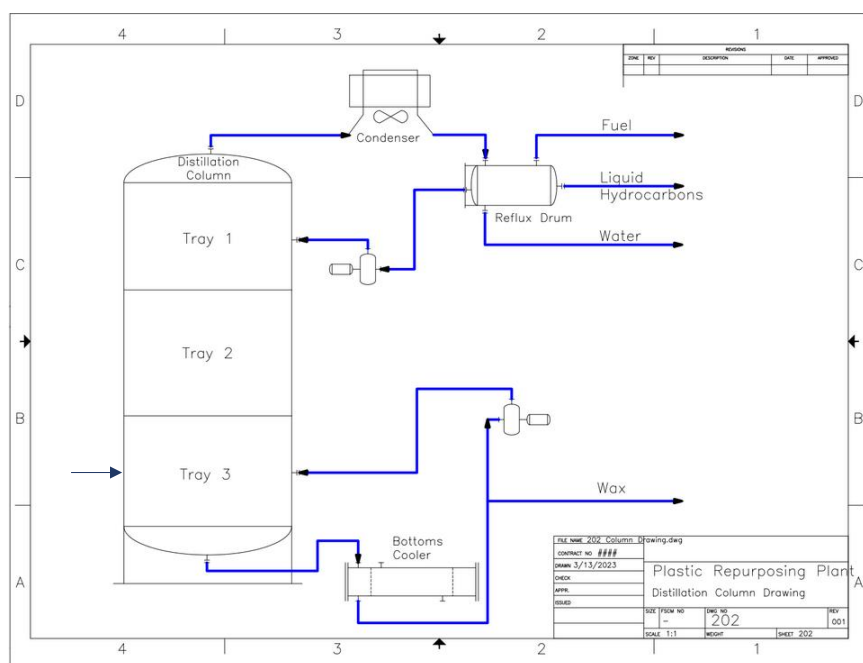 4 3 2 1
REVISIONS
ZONE REV DESCRIPTION DATE APPROVED
D D
Condenser
Fuel
Distillation
Column
Liquid
Hydrocarbons
Reflux Drum
Tray 1
Water
C C
Tray 2
B B
Tray 3
Wax
Bottoms
Cooler
FILE NAME 202 Column Drawing.dwg
CONTRACT NO ####
DRAWN 3/13/2023
CHECK
APPR.
ISSUED
Plastic Repurposing Plant
Distillation Column Drawing
SIZE FSCM NO DWG NO REV
- 202 001
SCALE 1:1 WEIGHT SHEET 202
A A
4 3 2 1